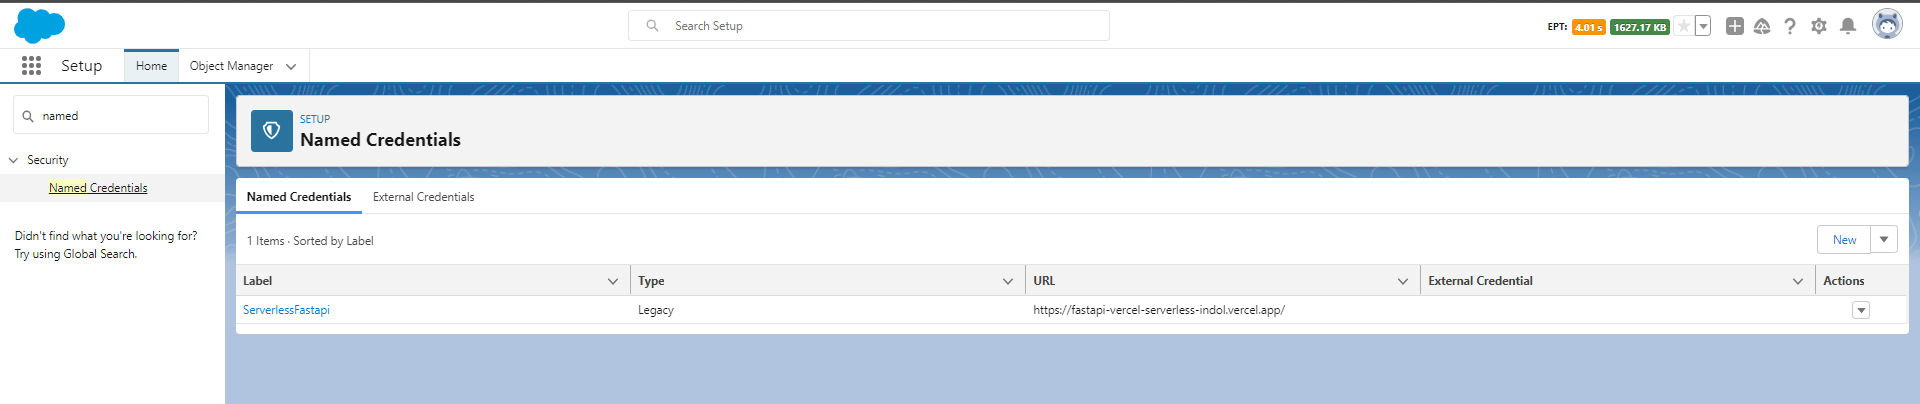 Search Setup
EPT: 4.01 s 1627.17 KB
Setup
Home
Object Manager
named
Security
Named Credentials
Didn't find what you're looking for?
Try using Global Search.
SETUP
Named Credentials
Named Credentials
External Credentials
1 Items · Sorted by Label
New
Label Type URL External Credential Actions
ServerlessFastapi Legacy https://fastapi-vercel-serverless-indol.vercel.app/